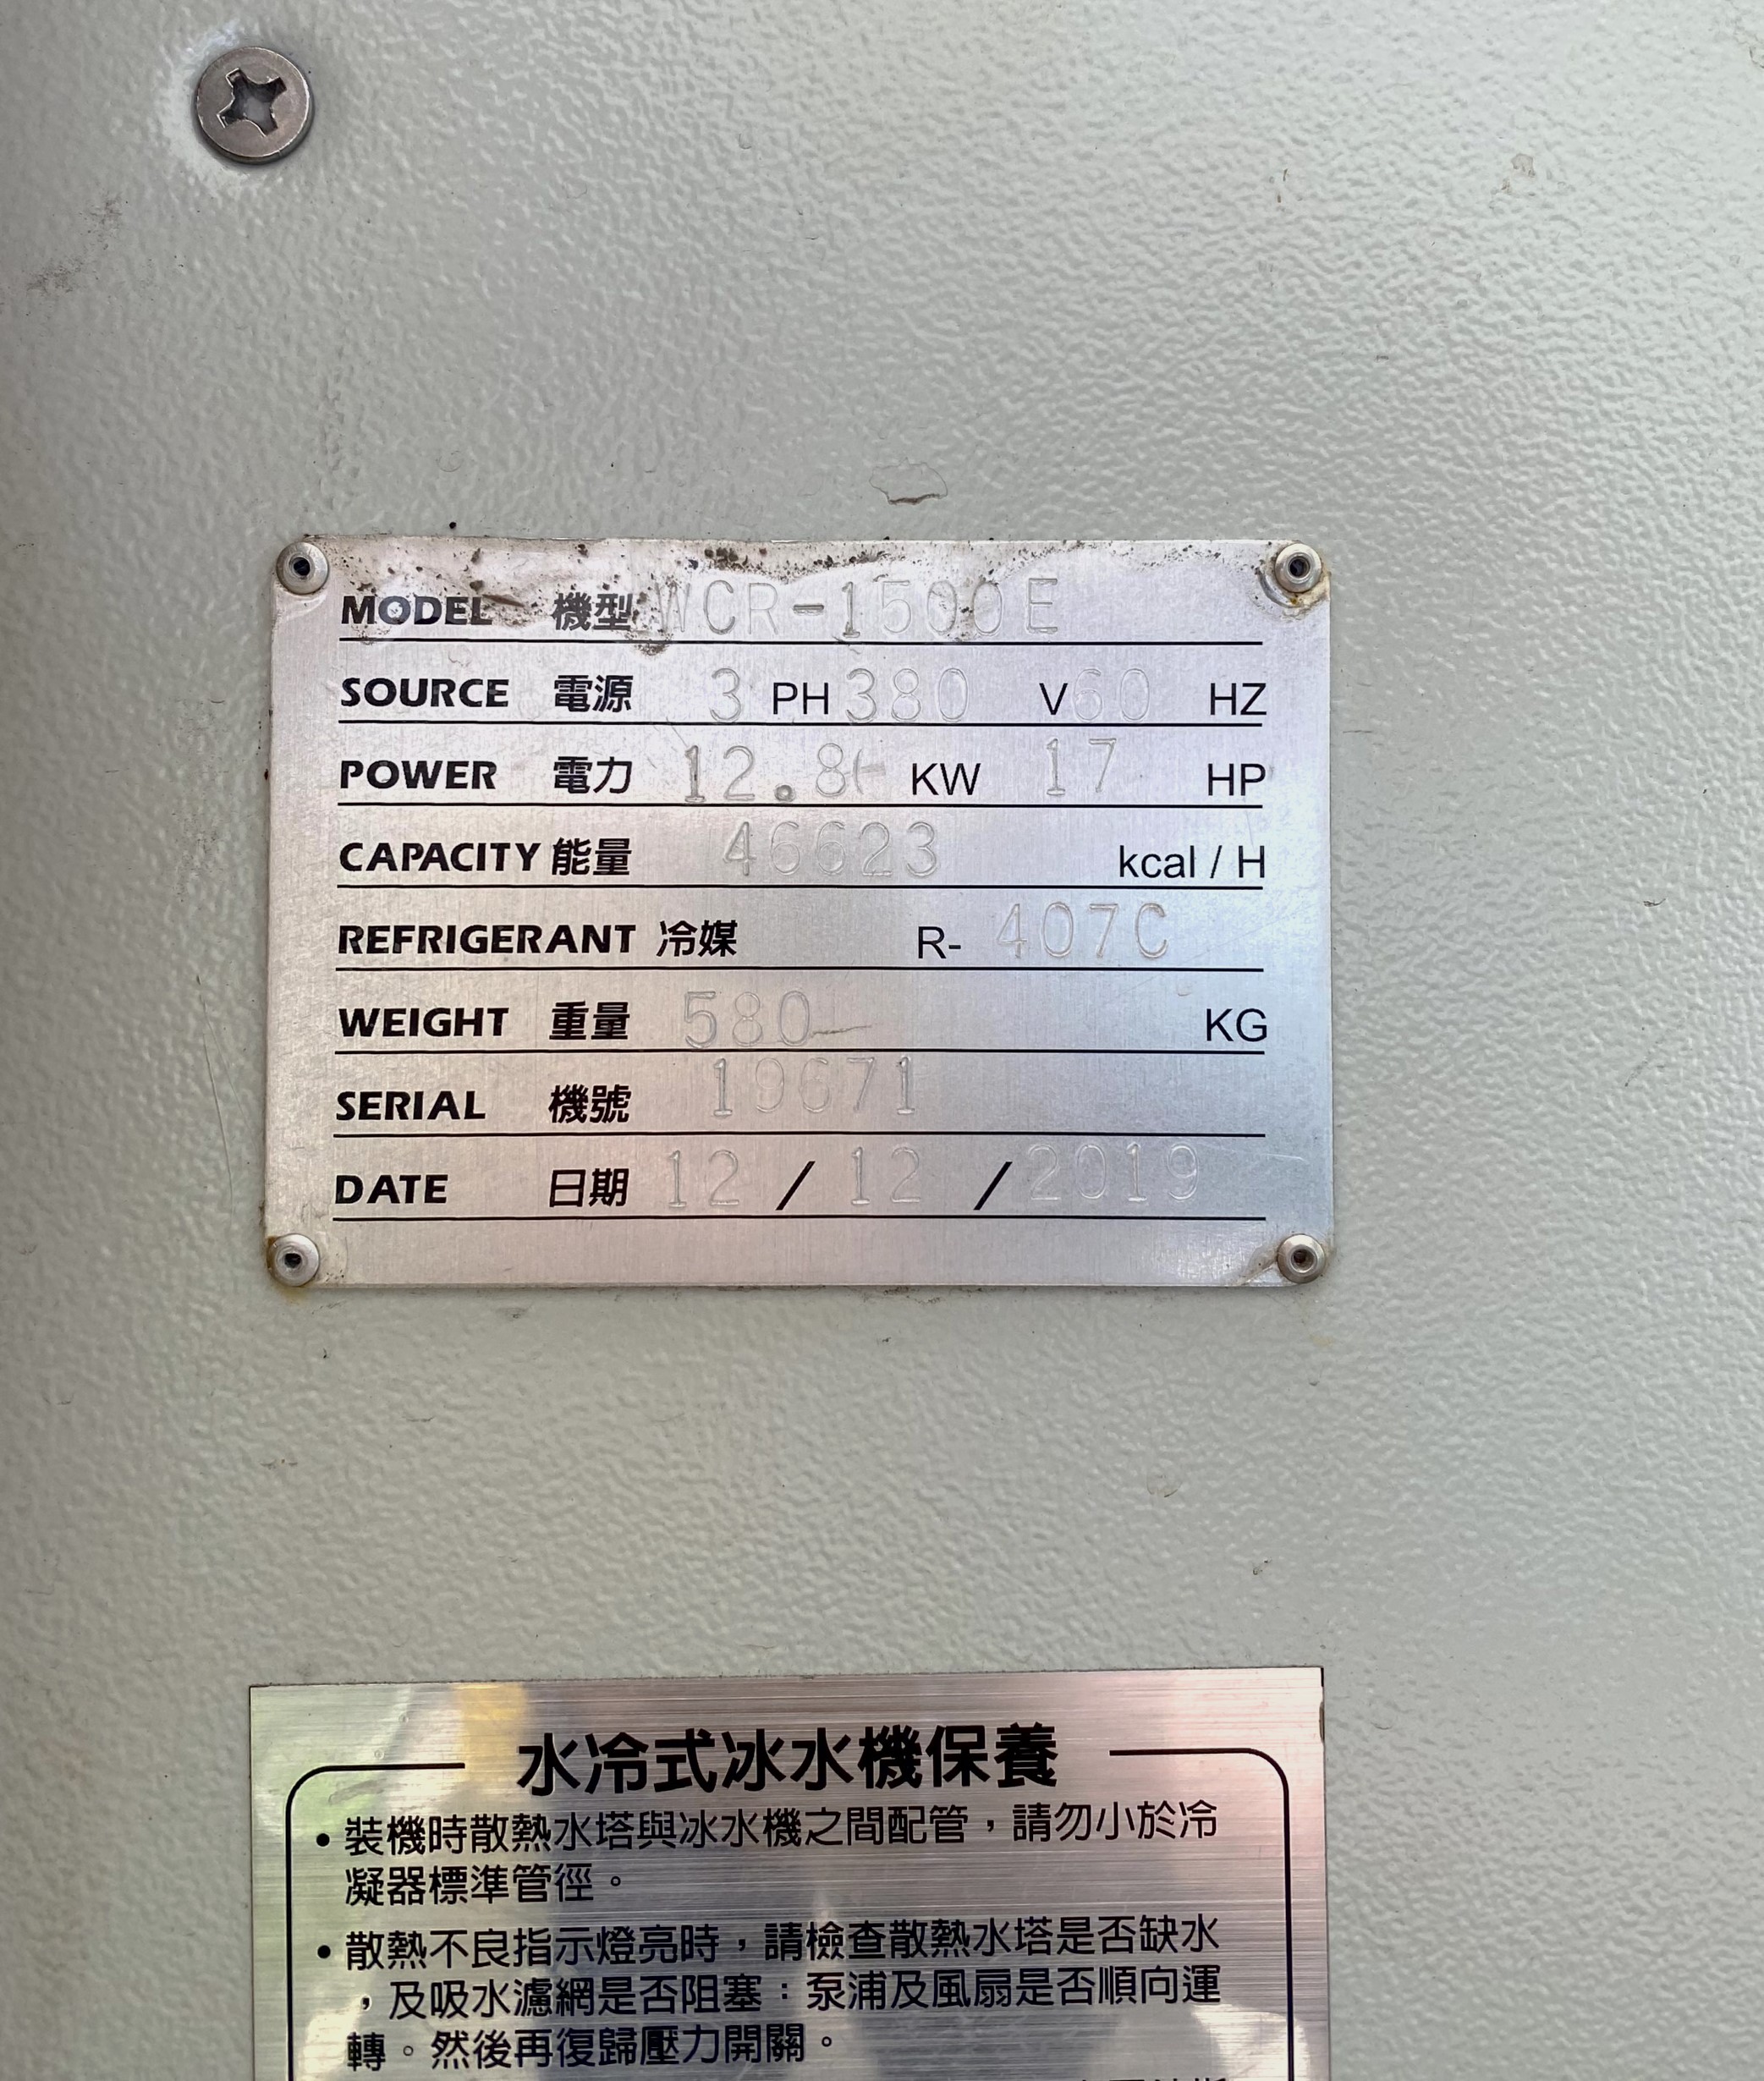 MODEL 機型 WCR-1500E
SOURCE 電源 3 PH 380 V 60 HZ
POWER 電力 KW 17 HP
CAPACITY 能量 46623 kcal / H
REFRIGERANT 冷媒 R- 407C
WEIGHT 重量 580 KG
SERIAL 機號
DATE 日期 12 / 12 / 2019
水冷式冰水機保養
• 裝機時散熱水塔與冰水機之間配管，請勿小於冷
凝器標準管徑。
• 散熱不良指示燈亮時，請檢查散熱水塔是否缺水
，及吸水濾網是否阻塞：泵浦及風扇是否順向運
轉。然後再復歸壓力開關。